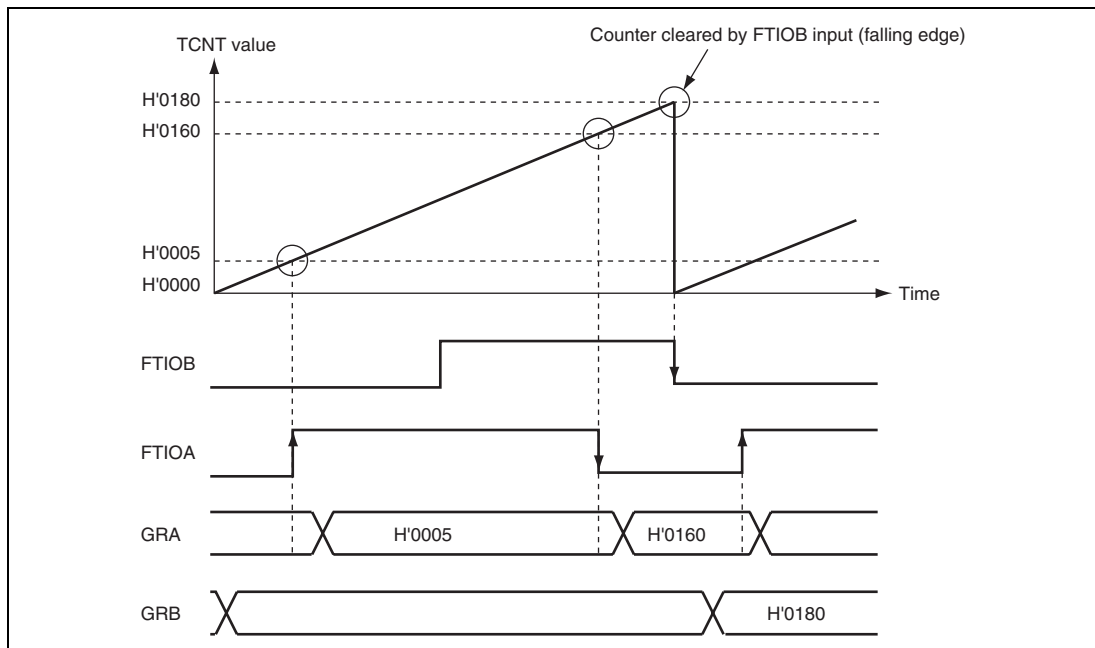 Counter cleared by FTIOB input (falling edge)
TCNT value
H'0180
H'0160
H'0005
H'0000
Time
FTIOB
FTIOA
GRA
H'0005
H'0160
GRB
H'0180